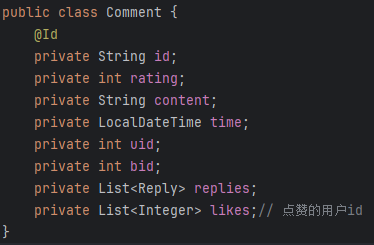 public class Comment {
    @Id
    private String id;
    private int rating;
    private String content;
    private LocalDateTime time;
    private int uid;
    private int bid;
    private List<Reply> replies;
    private List<Integer> likes;// 点赞的用户id
}